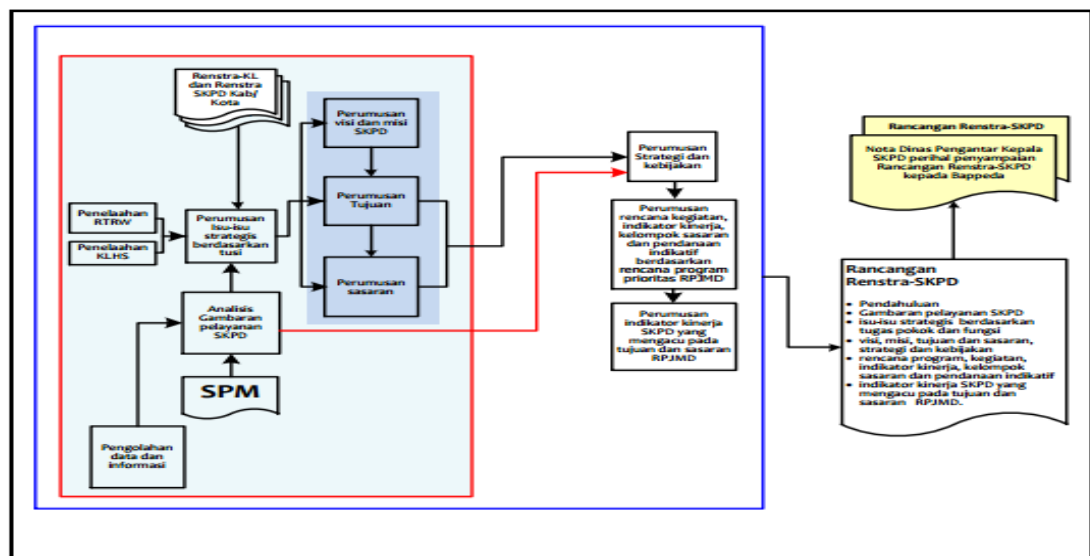 Renstra-KL
dan Renstra
SKPD Kab/
Kota
Perumusan
visi dan misi
SKPD
Perumusan
Tujuan
Perumusan
sasaran
Penelaahan
RTRW
Penelaahan
KLHS
Perumusan
Isu-isu
strategis
berdasarkan
tusi
Analisis
Gambaran
pelayanan
SKPD
SPM
Pengolahan
data dan
informasi
Perumusan
Strategi dan
kebijakan
Perumusan
rencana kegiatan,
indikator kinerja,
kelompok sasaran
dan pendanaan
indikatif
berdasarkan
rencana program
prioritas RPJMD
Perumusan
indikator kinerja
SKPD yang
mengacu pada
tujuan dan sasaran
RPJMD
Rancangan Renstra-SKPD
Nota Dinas Pengantar Kepala
SKPD perihal penyampaian
Rancangan Renstra-SKPD
kepada Bappeda
Rancangan
Renstra-SKPD
• Pendahuluan
• Gambaran pelayanan SKPD
• isu-isu strategis berdasarkan
tugas pokok dan fungsi
• visi, misi, tujuan dan sasaran,
strategi dan kebijakan
• rencana program, kegiatan,
indikator kinerja, kelompok
sasaran dan pendanaan indikatif
• indikator kinerja SKPD yang
mengacu pada tujuan dan
sasaran RPJMD.